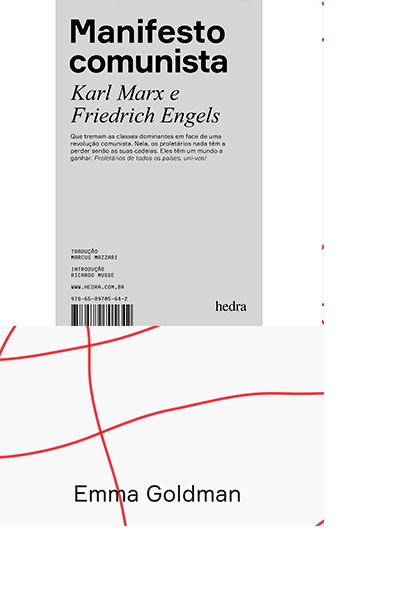 Manifesto
comunista
Karl Marx e
Friedrich Engels
Que tremam as classes dominantes em face de uma
revolução comunista. Nela, os proletários nada têm a
perder senão as suas cadeias. Eles têm um mundo a
ganhar. Proletários de todos os países, uni-vos!
TRADUÇÃO
MARCUS MAZZARI
INTRODUÇÃO
RICARDO MUSSE
WWW.HEDRA.COM.BR
978-65-89705-64-2
hedra
Emma Goldman